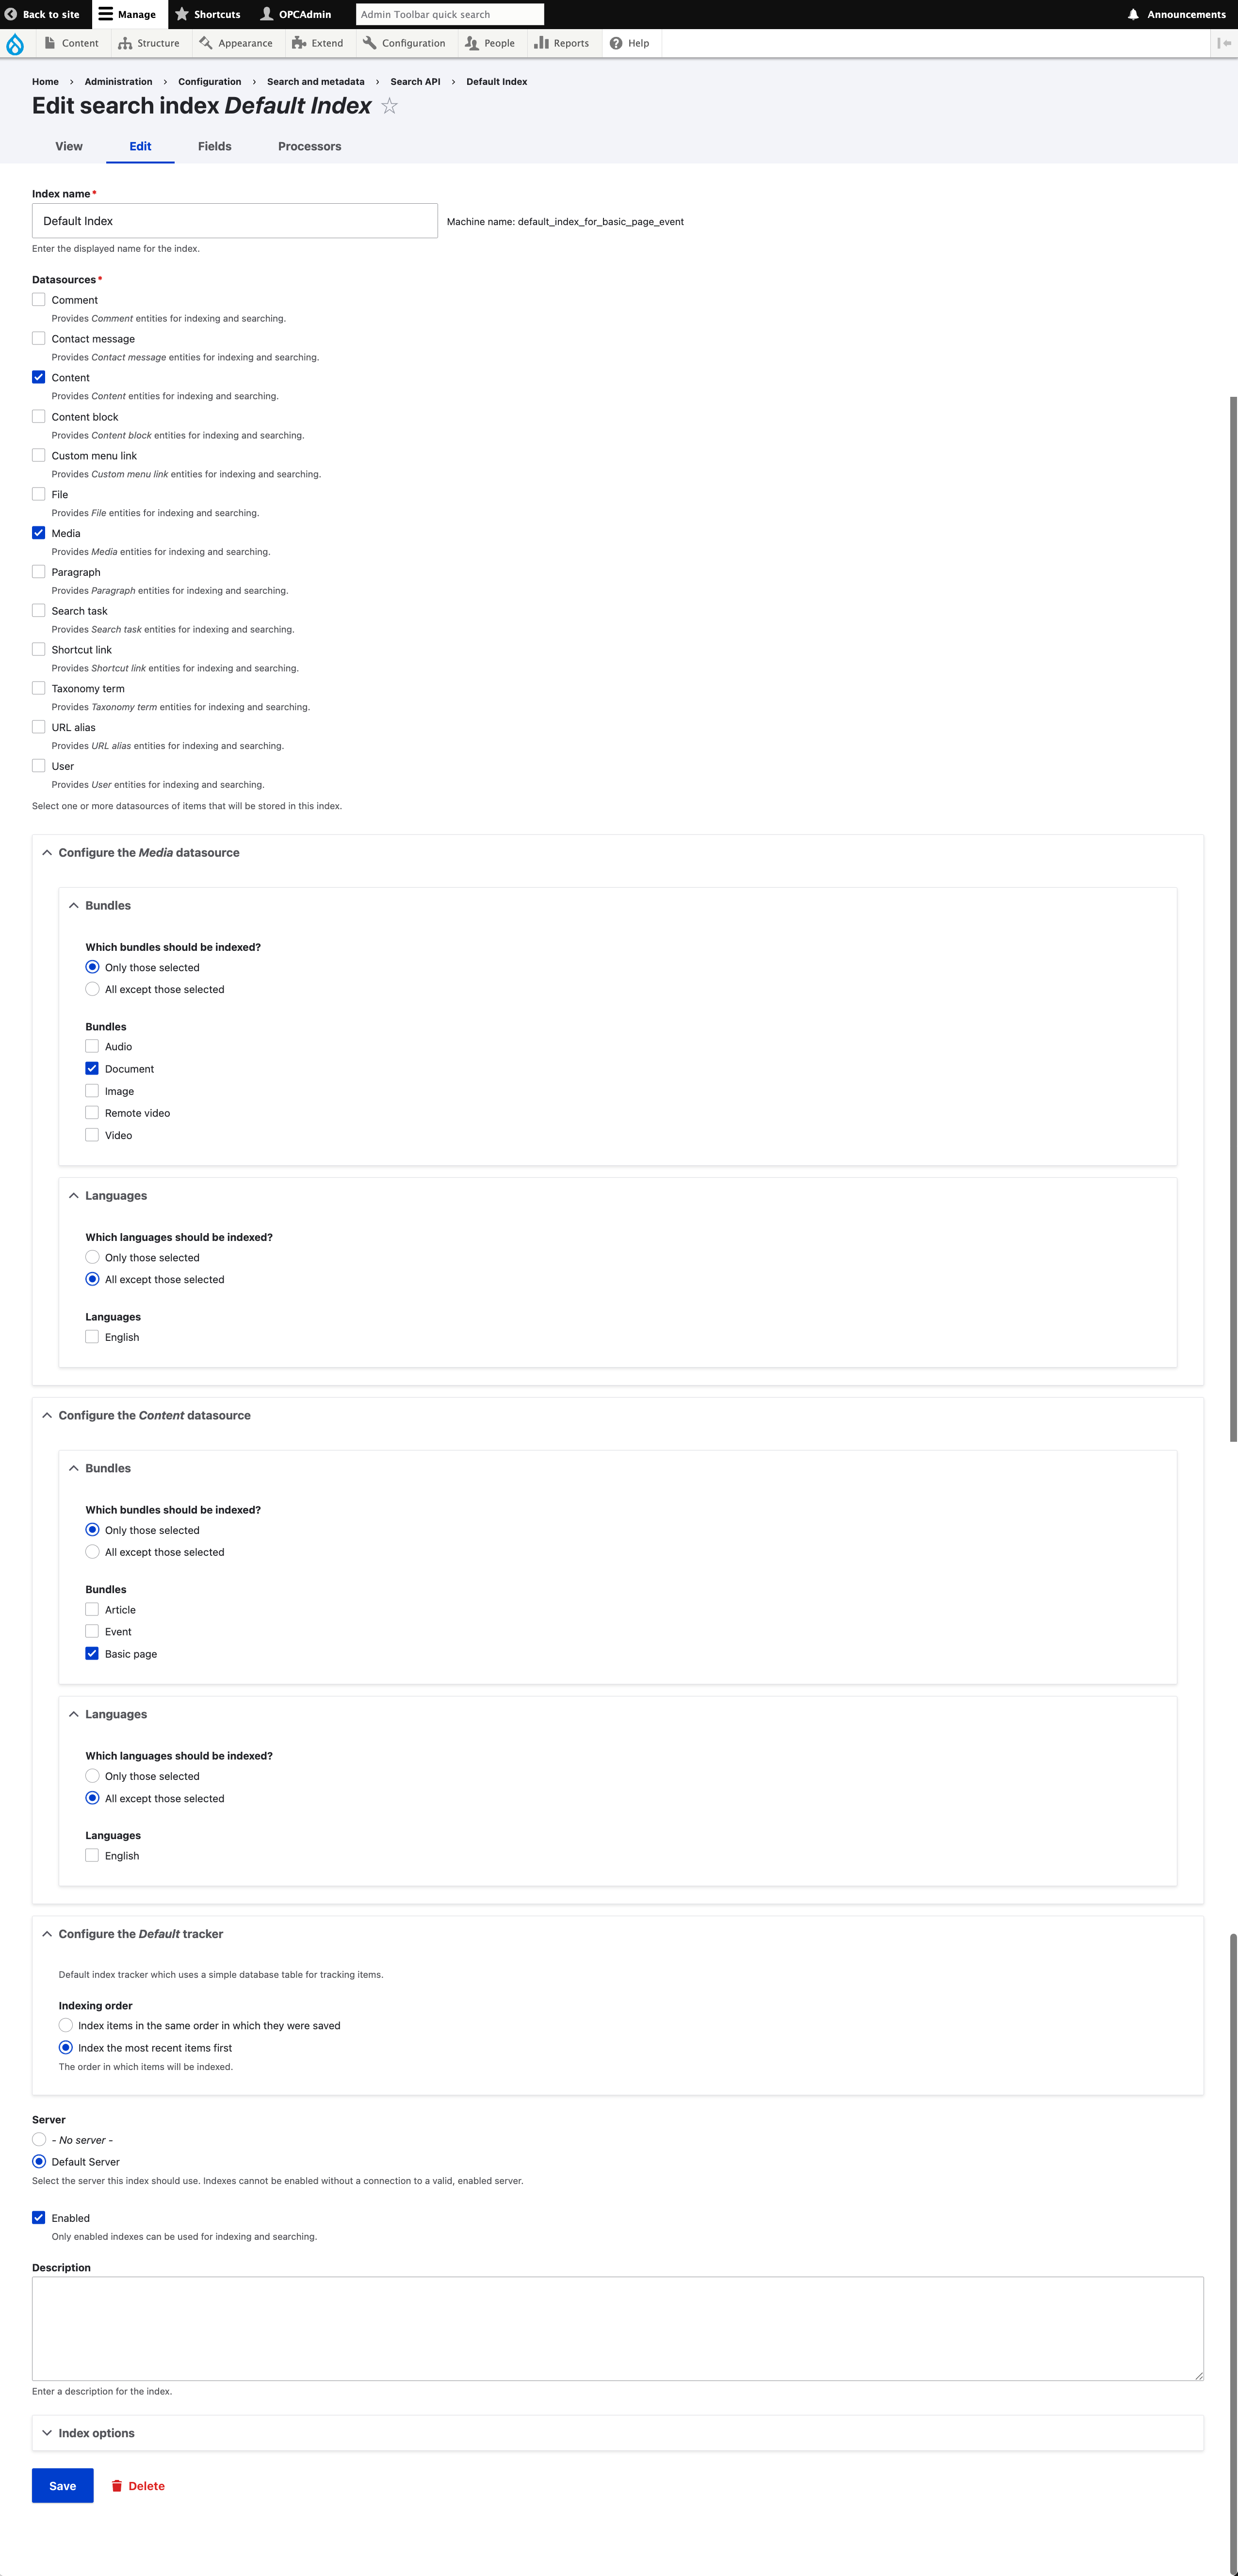 Back to site Manage Shortcuts OPCAdmin Admin Toolbar quick search Announcements
Content Structure Appearance Extend Configuration People Reports Help
Home › Administration › Configuration › Search and metadata › Search API › Default Index
Edit search index Default Index
View Edit Fields Processors
Index name*
Default Index Machine name: default_index_for_basic_page_event
Enter the displayed name for the index.
Datasources*
Comment
Provides Comment entities for indexing and searching.
Contact message
Provides Contact message entities for indexing and searching.
Content
Provides Content entities for indexing and searching.
Content block
Provides Content block entities for indexing and searching.
Custom menu link
Provides Custom menu link entities for indexing and searching.
File
Provides File entities for indexing and searching.
Media
Provides Media entities for indexing and searching.
Paragraph
Provides Paragraph entities for indexing and searching.
Search task
Provides Search task entities for indexing and searching.
Shortcut link
Provides Shortcut link entities for indexing and searching.
Taxonomy term
Provides Taxonomy term entities for indexing and searching.
URL alias
Provides URL alias entities for indexing and searching.
User
Provides User entities for indexing and searching.
Select one or more datasources of items that will be stored in this index.
Configure the Media datasource
Bundles
Which bundles should be indexed?
Only those selected
All except those selected
Bundles
Audio
Document
Image
Remote video
Video
Languages
Which languages should be indexed?
Only those selected
All except those selected
Languages
English
Configure the Content datasource
Bundles
Which bundles should be indexed?
Only those selected
All except those selected
Bundles
Article
Event
Basic page
Languages
Which languages should be indexed?
Only those selected
All except those selected
Languages
English
Configure the Default tracker
Default index tracker which uses a simple database table for tracking items.
Indexing order
Index items in the same order in which they were saved
Index the most recent items first
The order in which items will be indexed.
Server
- No server -
Default Server
Select the server this index should use. Indexes cannot be enabled without a connection to a valid, enabled server.
Enabled
Only enabled indexes can be used for indexing and searching.
Description
Enter a description for the index.
Index options
Save Delete